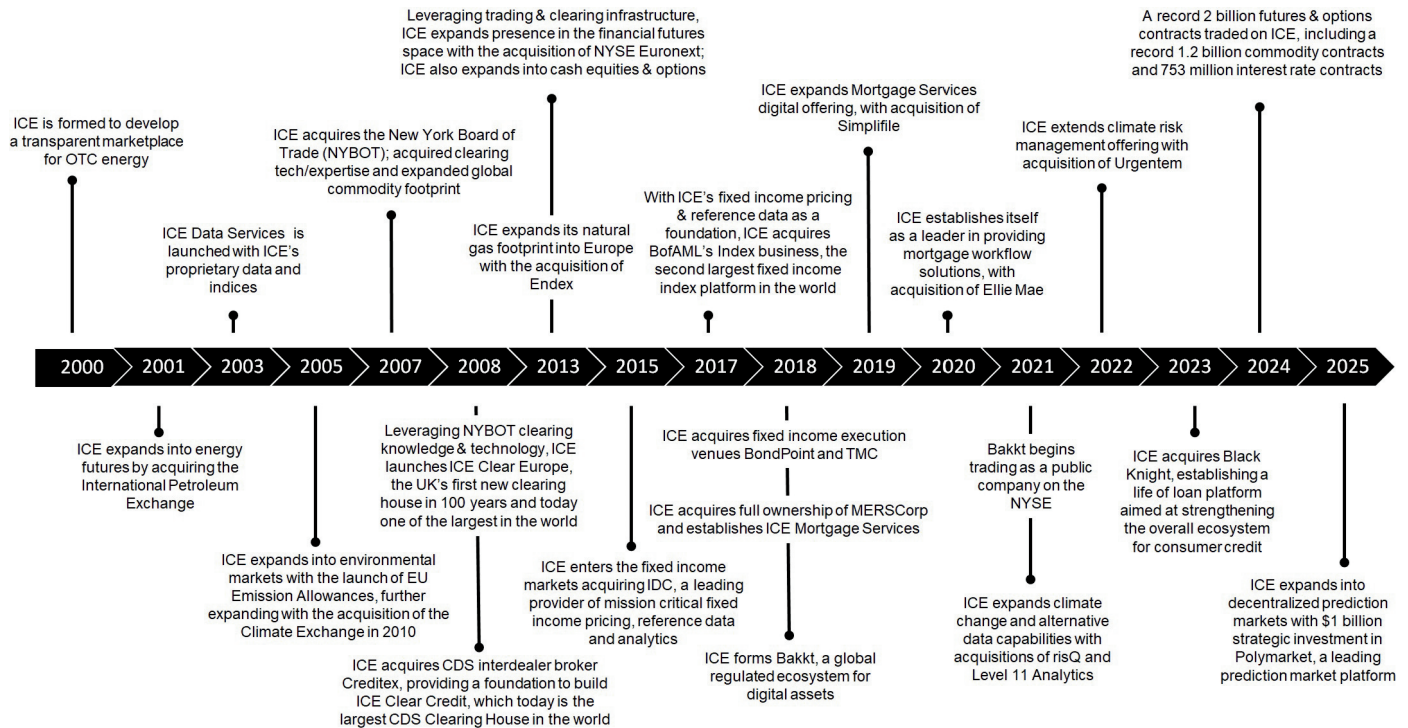 ICE is formed to develop
a transparent marketplace
for OTC energy
ICE Data Services is
launched with ICE's
proprietary data and
indices
ICE acquires the New York Board of
Trade (NYBOT); acquired clearing
tech/expertise and expanded global
commodity footprint
Leveraging trading & clearing infrastructure,
ICE expands presence in the financial futures
space with the acquisition of NYSE Euronext;
ICE also expands into cash equities & options
ICE expands its natural
gas footprint into Europe
with the acquisition of
Endex
With ICE's fixed income pricing
& reference data as a
foundation, ICE acquires
BofAML's Index business, the
second largest fixed income
index platform in the world
ICE expands Mortgage Services
digital offering, with acquisition of
Simplifile
ICE establishes itself
as a leader in providing
mortgage workflow
solutions, with
acquisition of Ellie Mae
ICE extends climate risk
management offering with
acquisition of Urgentem
A record 2 billion futures & options
contracts traded on ICE, including a
record 1.2 billion commodity contracts
and 753 million interest rate contracts
2000 2001 2003 2005 2007 2008 2013 2015 2017 2018 2019 2020 2021 2022 2023 2024 2025
ICE expands into energy
futures by acquiring the
International Petroleum
Exchange
ICE expands into environmental
markets with the launch of EU
Emission Allowances, further
expanding with the acquisition of the
Climate Exchange in 2010
Leveraging NYBOT clearing
knowledge & technology, ICE
launches ICE Clear Europe,
the UK's first new clearing
house in 100 years and today
one of the largest in the world
ICE acquires CDS interdealer broker
Creditex, providing a foundation to build
ICE Clear Credit, which today is the
largest CDS Clearing House in the world
ICE enters the fixed income
markets acquiring IDC, a leading
provider of mission critical fixed
income pricing, reference data
and analytics
ICE acquires fixed income execution
venues BondPoint and TMC
ICE acquires full ownership of MERSCorp
and establishes ICE Mortgage Services
ICE forms Bakkt, a global
regulated ecosystem for
digital assets
Bakkt begins
trading as a public
company on the
NYSE
ICE expands climate
change and alternative
data capabilities with
acquisitions of risQ and
Level 11 Analytics
ICE acquires Black
Knight, establishing a
life of loan platform
aimed at strengthening
the overall ecosystem
for consumer credit
ICE expands into
decentralized prediction
markets with $1 billion
strategic investment in
Polymarket, a leading
prediction market platform